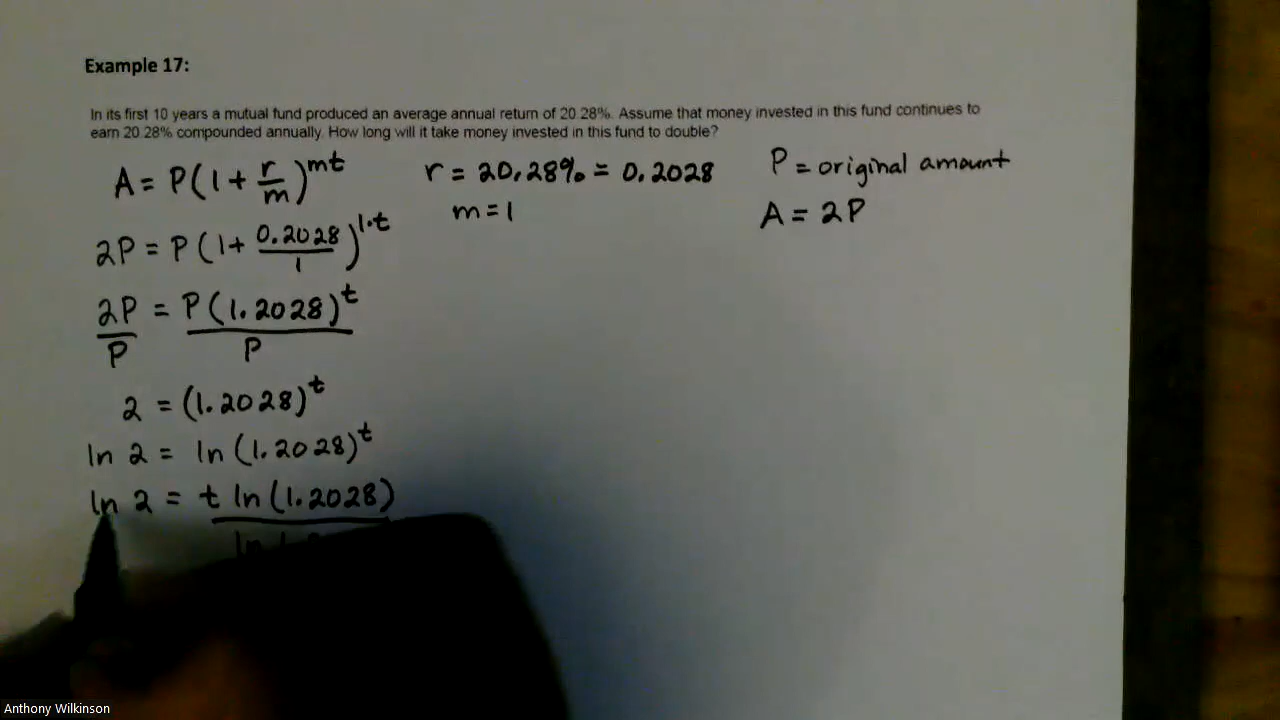 Example 17:
In its first 10 years a mutual fund produced an average annual return of 20.28%. Assume that money invested in this fund continues to
earn 20.28% compounded annually. How long will it take money invested in this fund to double?
A = P(1 + r/m)^mt
r = 20.28% = 0.2028
P = original amount
m = 1
A = 2P
2P = P(1 + 0.2028/1)^1·t
2P/P = P(1.2028)^t/P
2 = (1.2028)^t
ln 2 = ln(1.2028)^t
ln 2 = t ln(1.2028)
ln
Anthony Wilkinson